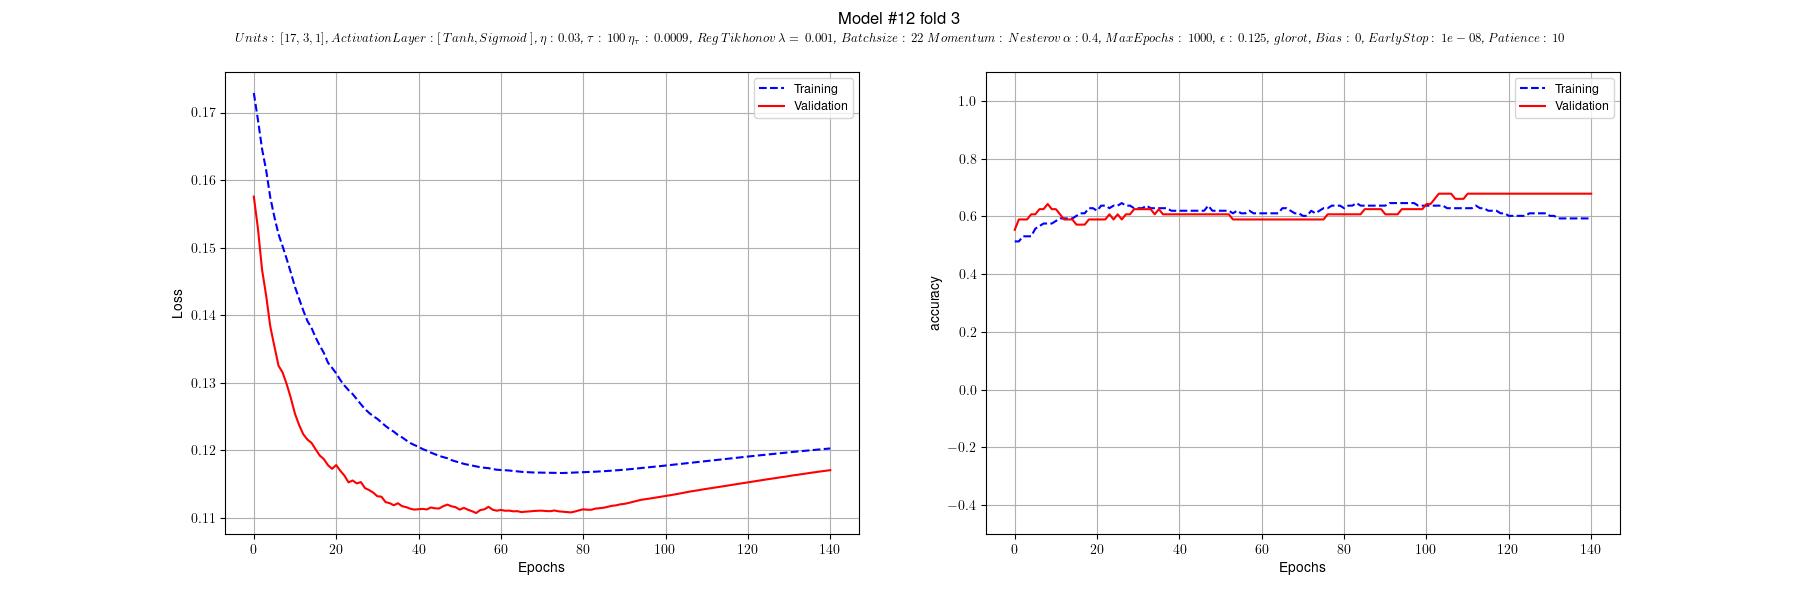 Model #12 fold 3
Units : [17, 3, 1], ActivationLayer : [ Tanh, Sigmoid ], η : 0.03, τ : 100 ητ : 0.0009, Reg Tikhonov λ = 0.001, Batchsize : 22 Momentum : Nesterov α : 0.4, MaxEpochs : 1000, ϵ : 0.125, glorot, Bias : 0, EarlyStop : 1e − 08, Patience : 10
Training
Validation
0.17
0.16
0.15
0.14
0.13
0.12
0.11
Loss
0 20 40 60 80 100 120 140
Epochs
Training
Validation
1.0
0.8
0.6
0.4
0.2
0.0
−0.2
−0.4
accuracy
0 20 40 60 80 100 120 140
Epochs